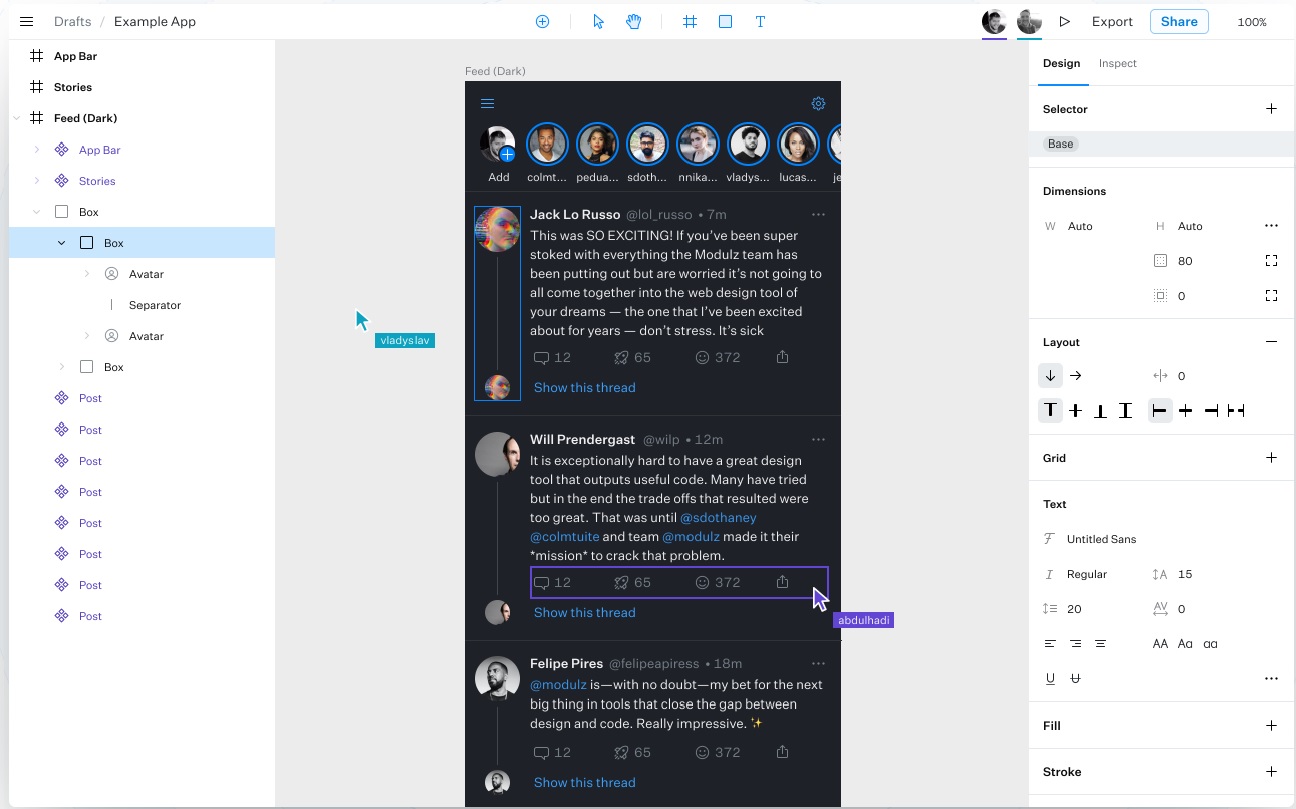 Drafts / Example App
T
Export
Share
100%
App Bar
Stories
Feed (Dark)
App Bar
Stories
Box
Box
Avatar
Separator
Avatar
Box
Post
Post
Post
Post
Post
Post
Post
Post
Feed (Dark)
Add colmt... pedua... sdoth... nnika... vladys... lucas... je
Jack Lo Russo @lol_russo • 7m
This was SO EXCITING! If you’ve been super
stoked with everything the Modulz team has
been putting out but are worried it’s not going to
all come together into the web design tool of
your dreams — the one that I’ve been excited
about for years — don’t stress. It’s sick
12 65 372
Show this thread
vladyslav
Will Prendergast @wilp • 12m
It is exceptionally hard to have a great design
tool that outputs useful code. Many have tried
but in the end the trade offs that resulted were
too great. That was until @sdothaney
@colmtuite and team @modulz made it their
*mission* to crack that problem.
12 65 372
Show this thread
abdulhadi
Felipe Pires @felipeapiress • 18m
@modulz is—with no doubt—my bet for the next
big thing in tools that close the gap between
design and code. Really impressive. ✨
12 65 372
Show this thread
Design Inspect
Selector
Base
Dimensions
W Auto H Auto
80
0
Layout
0
Grid
Text
Untitled Sans
Regular 15
20 AV 0
AA Aa aa
U S
Fill
Stroke